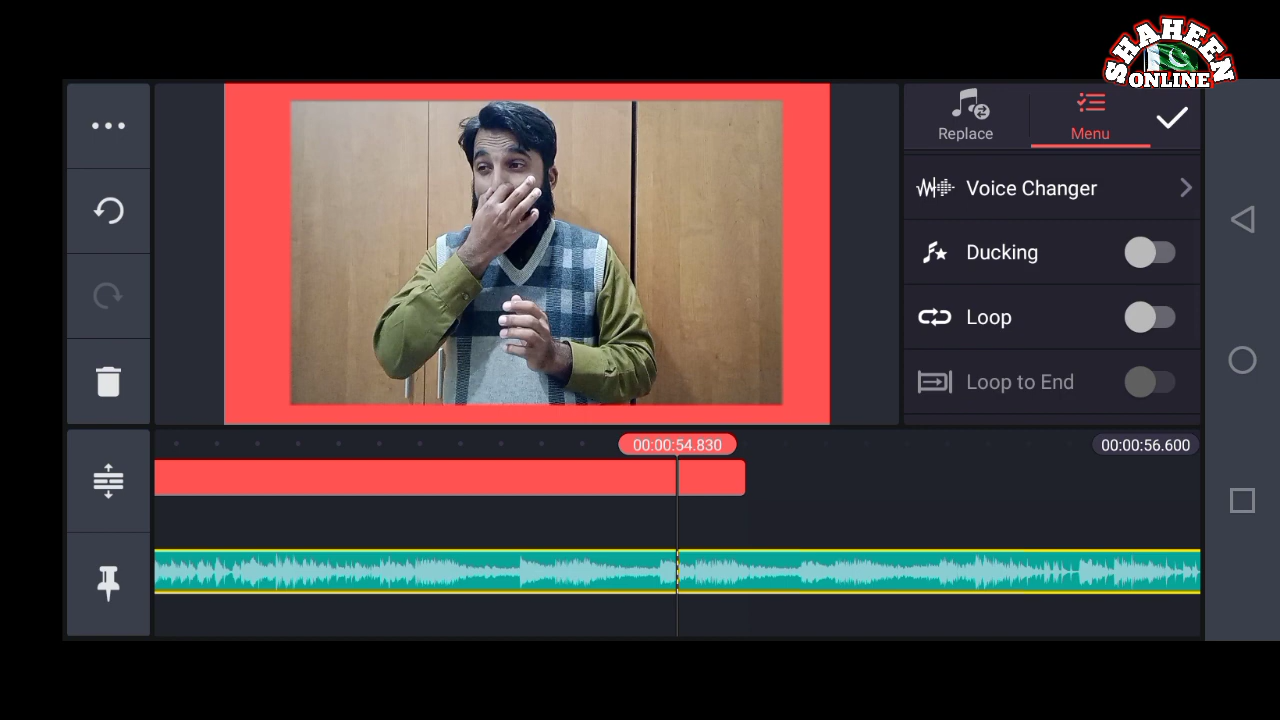 SHAHEEN
ONLINE
Replace
Menu
Voice Changer
Ducking
Loop
Loop to End
00:00:54.830
00:00:56.600